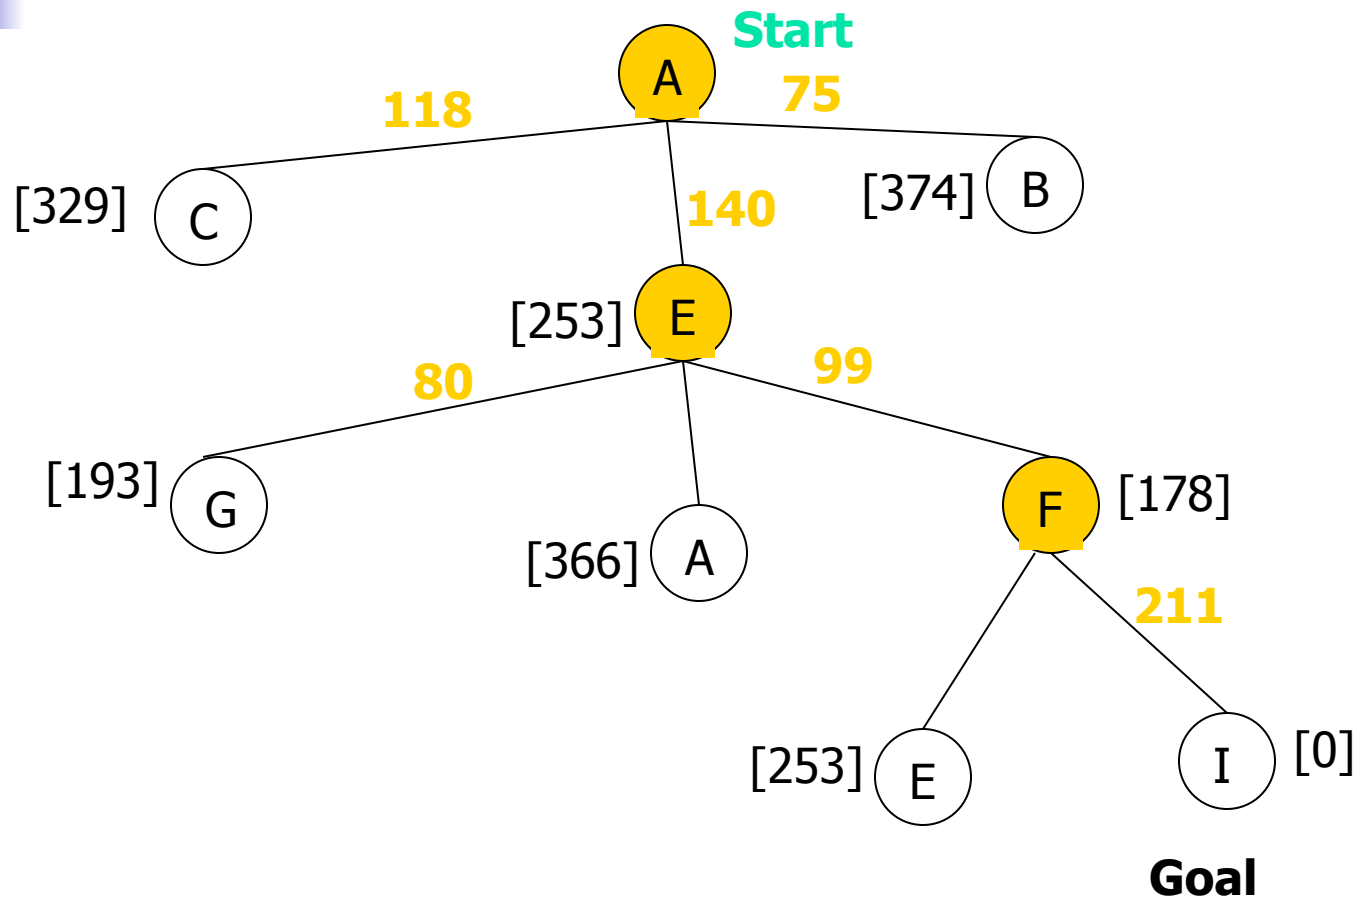 Start
A
118
75
[329]
C
140
[374]
B
[253]
E
80
99
[193]
G
[366]
A
F
[178]
211
[253]
E
I
[0]
Goal